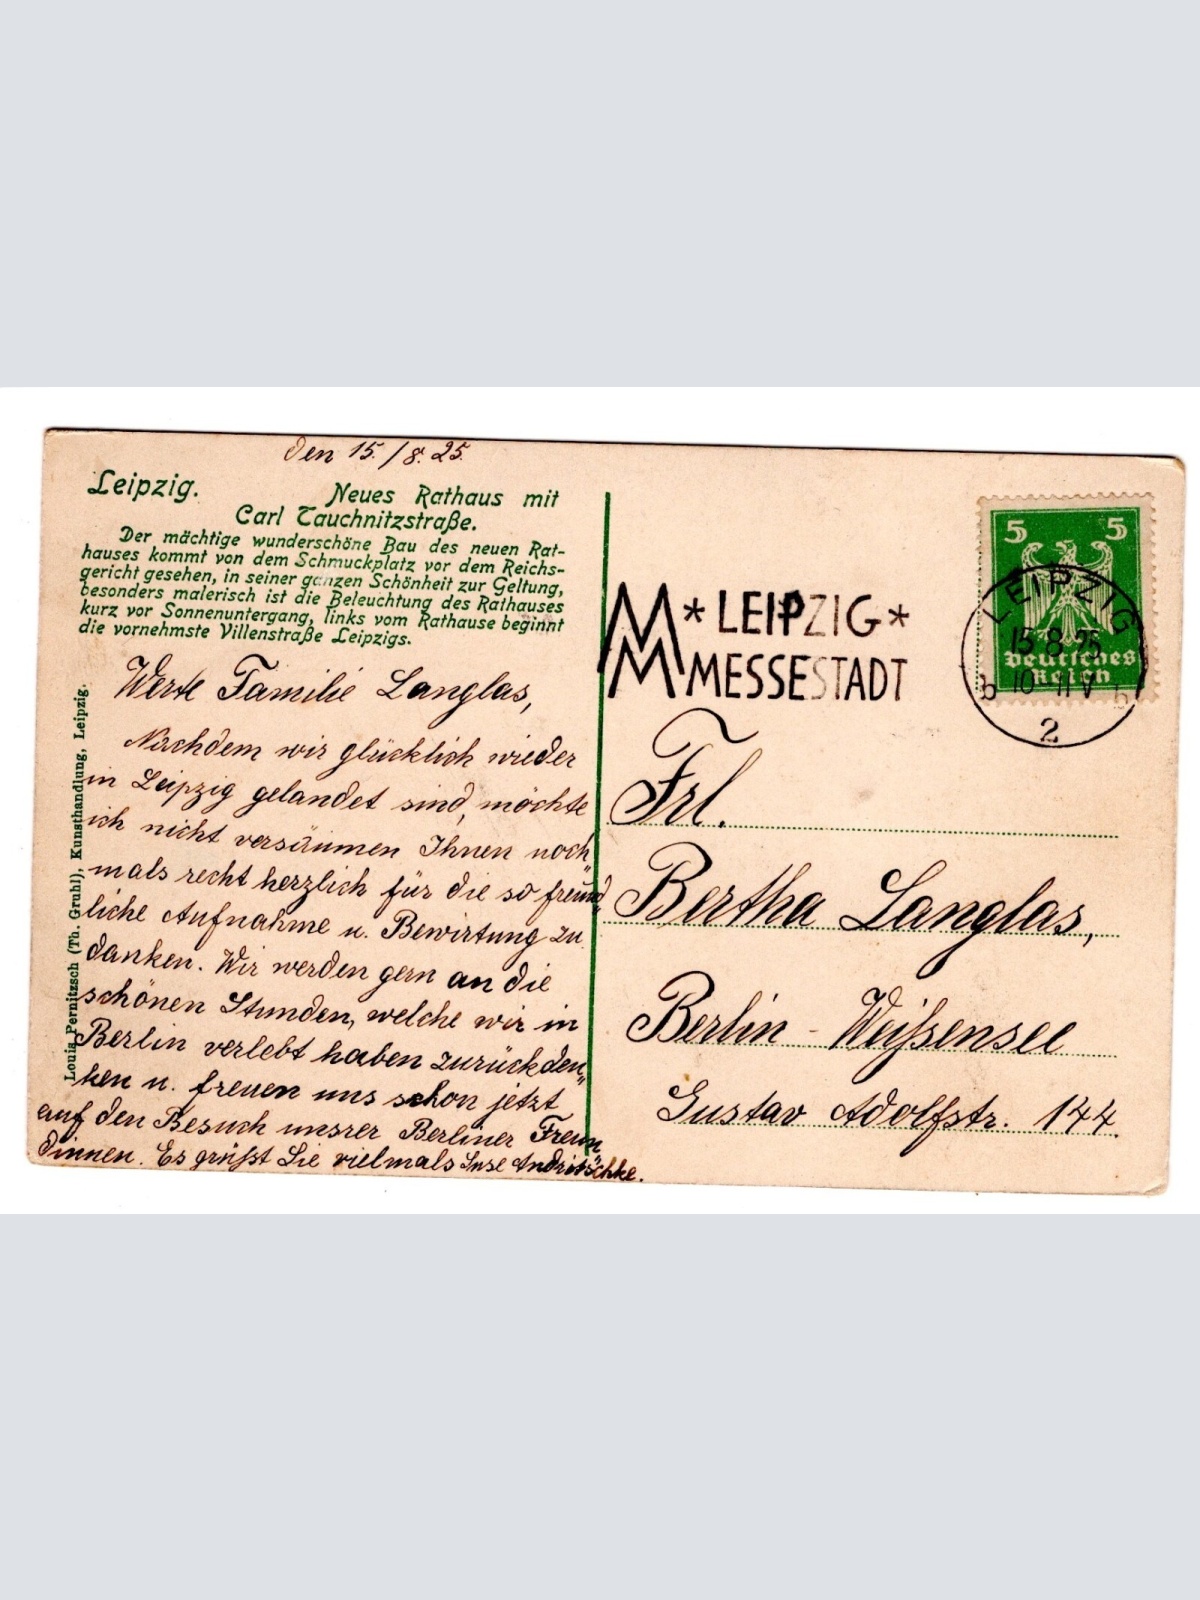 den 15./8. 25.
Leipzig. Neues Rathaus mit
Carl Tauchnitzstraße.
Der mächtige wunderschöne Bau des neuen Rat-
hauses kommt von dem Schmuckplatz vor dem Reichs-
gericht gesehen, in seiner ganzen Schönheit zur Geltung,
besonders malerisch ist die Beleuchtung des Rathauses
kurz vor Sonnenuntergang, links vom Rathause beginnt
die vornehmste Villenstraße Leipzigs.
Werte Familie Langlas,
Nachdem wir glücklich wieder
in Leipzig gelandet sind, möchte
ich nicht versäumen Ihnen noch„
mals recht herzlich für die so freund„
liche Aufnahme u. Bewirtung zu
danken. Wir werden gern an die
schönen Stunden, welche wir in
Berlin verlebt haben zurückden„
ken u. freuen uns schon jetzt
auf den Besuch unsrer Berliner Freun„
dinnen. Es grüßt Sie vielmals Andritschke.
Louis Pernitzsch (Th. Gruhl), Kunsthandlung, Leipzig.
MM
* LEIPZIG *
MESSESTADT
5 5
Deutsches
Reich
LEIPZIG
15.8.25
b 10-11 V b
2
Frl.
Bertha Langlas,
Berlin - Weißensee
Gustav Adolfstr. 144.